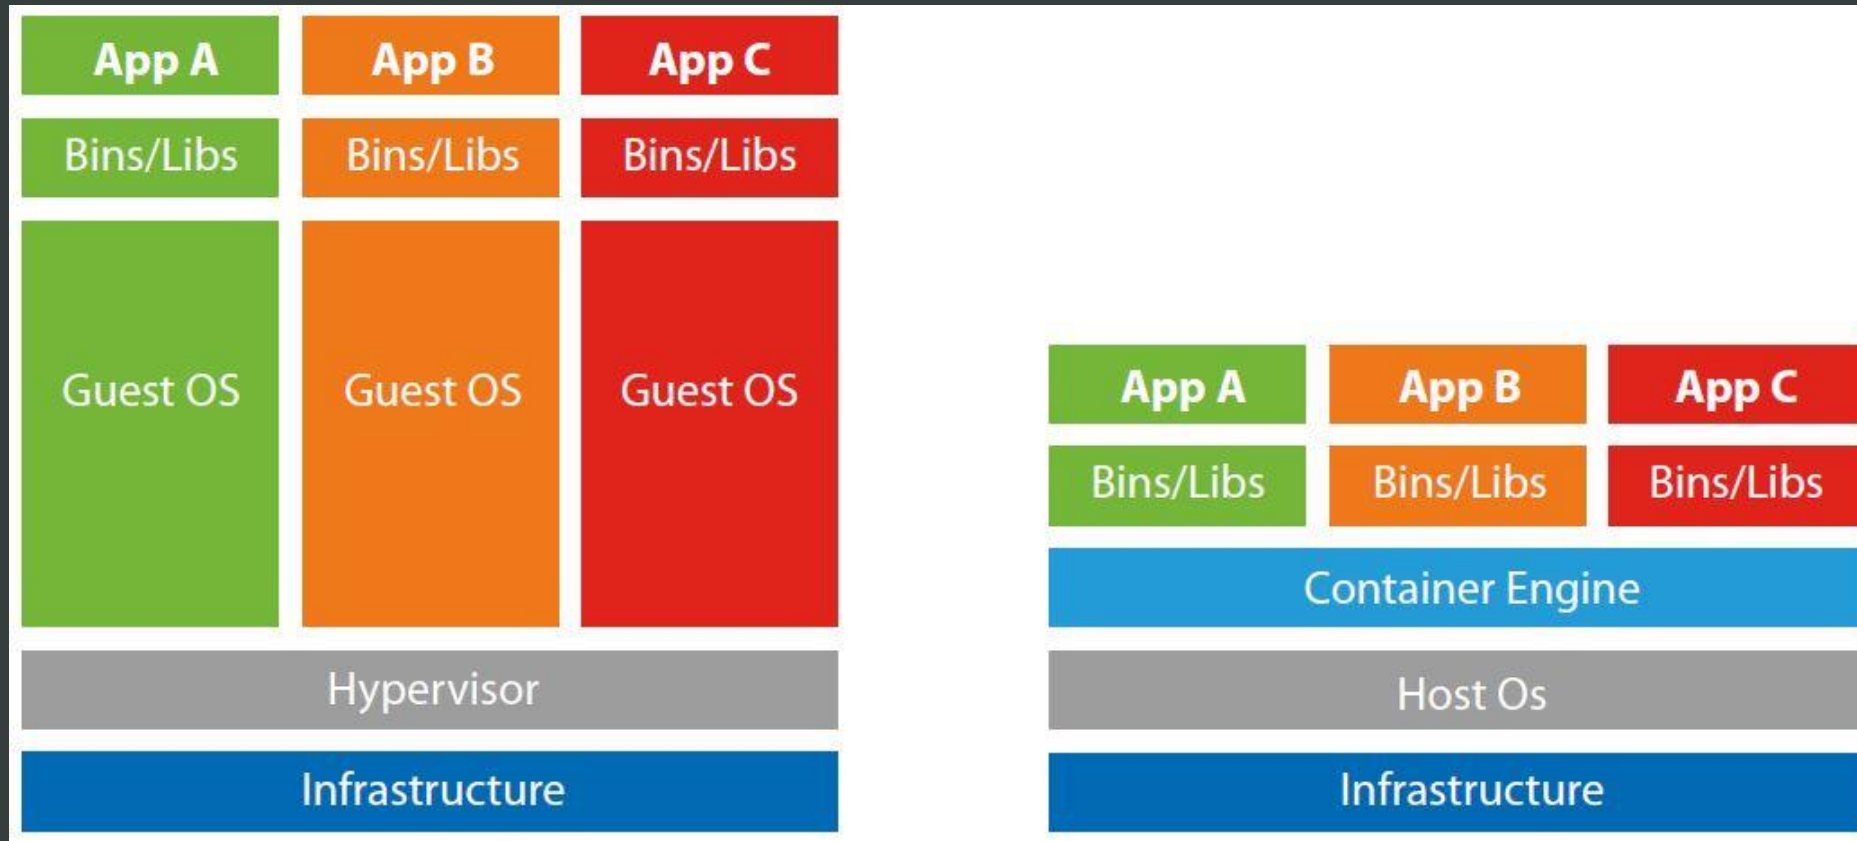 App A
App B
App C
Bins/Libs
Bins/Libs
Bins/Libs
Guest OS
Guest OS
Guest OS
Hypervisor
Infrastructure
App A
App B
App C
Bins/Libs
Bins/Libs
Bins/Libs
Container Engine
Host Os
Infrastructure